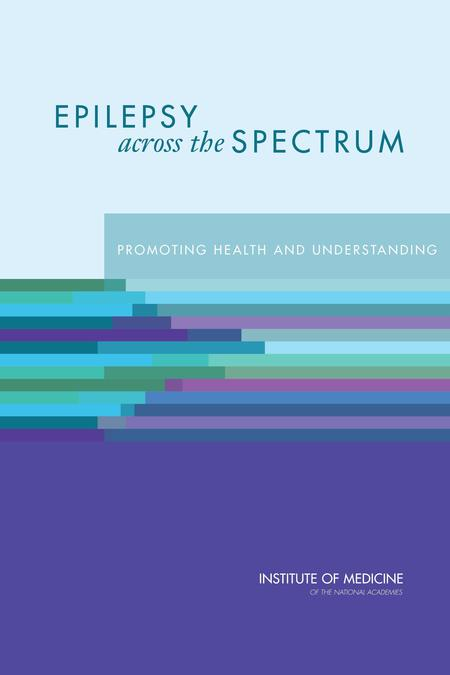 EPILEPSY
across the SPECTRUM
PROMOTING HEALTH AND UNDERSTANDING
INSTITUTE OF MEDICINE
OF THE NATIONAL ACADEMIES